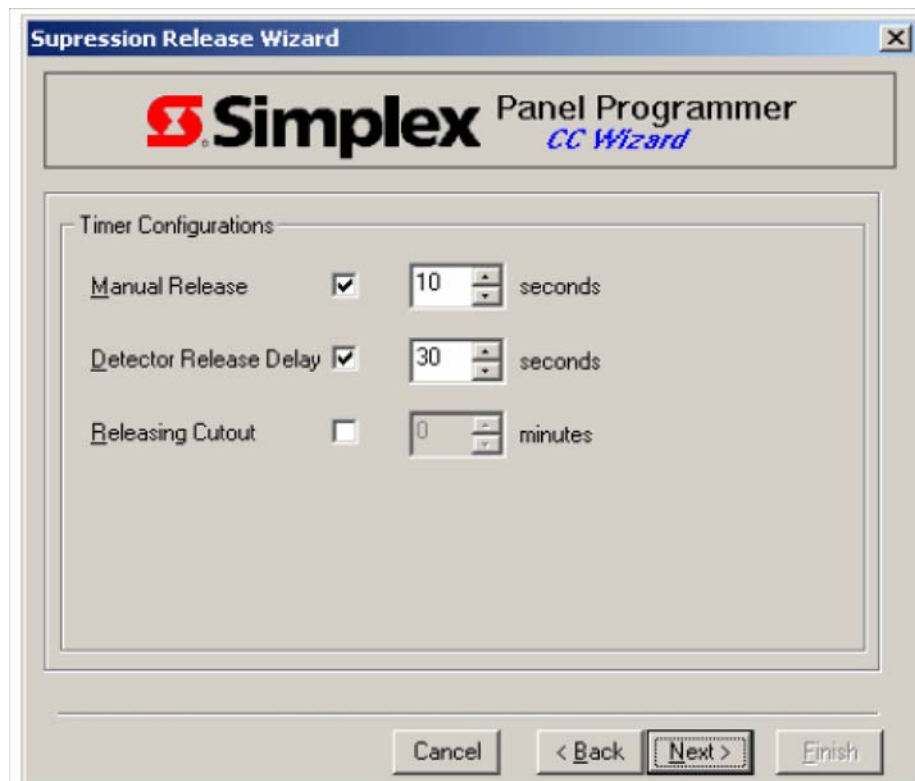 Supression Release Wizard
Simplex Panel Programmer
CC Wizard
Timer Configurations
Manual Release 10 seconds
Detector Release Delay 30 seconds
Releasing Cutout 0 minutes
Cancel < Back Next > Finish